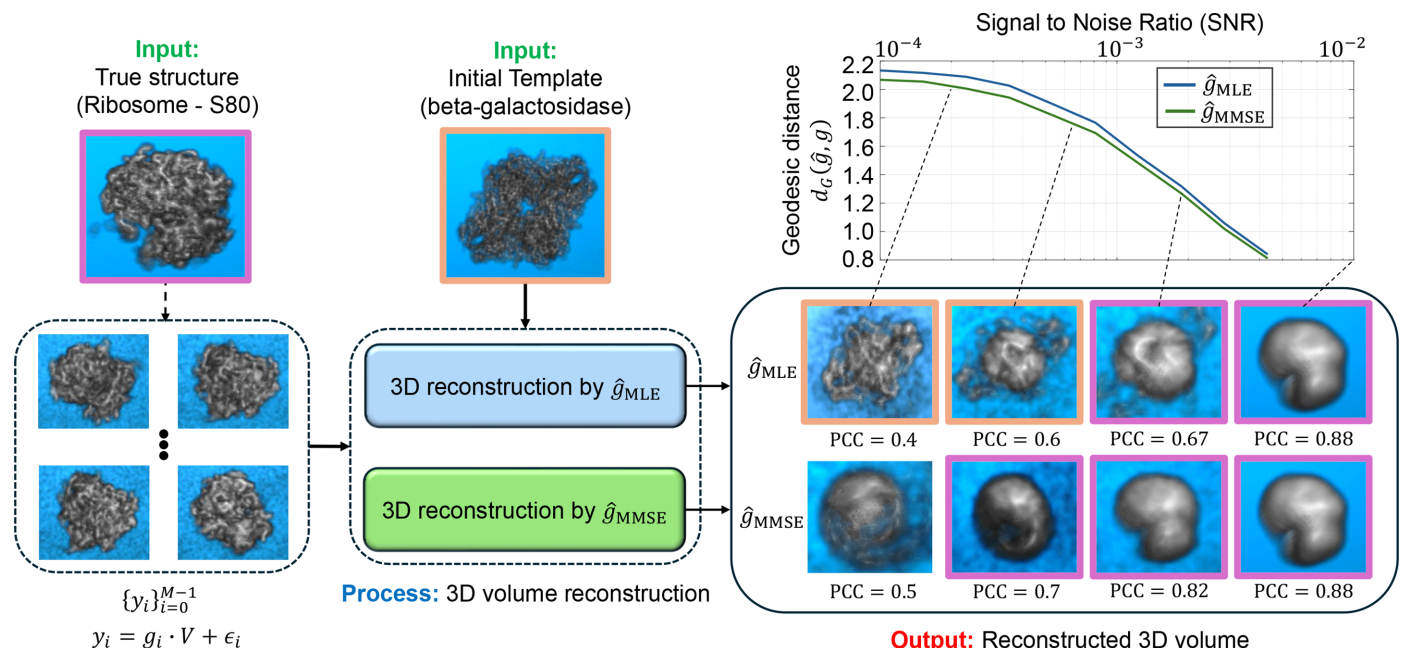 Input:
True structure
(Ribosome - S80)
Input:
Initial Template
(beta-galactosidase)
Signal to Noise Ratio (SNR)
10⁻⁴ 10⁻³ 10⁻²
Geodesic distance
d_G(ĝ, g)
2.2
2.0
1.8
1.6
1.4
1.2
1.0
0.8
ĝ_MLE
ĝ_MMSE
3D reconstruction by ĝ_MLE
3D reconstruction by ĝ_MMSE
Process: 3D volume reconstruction
{y_i}_{i=0}^{M-1}
y_i = g_i · V + ϵ_i
ĝ_MLE
PCC = 0.4 PCC = 0.6 PCC = 0.67 PCC = 0.88
ĝ_MMSE
PCC = 0.5 PCC = 0.7 PCC = 0.82 PCC = 0.88
Output: Reconstructed 3D volume